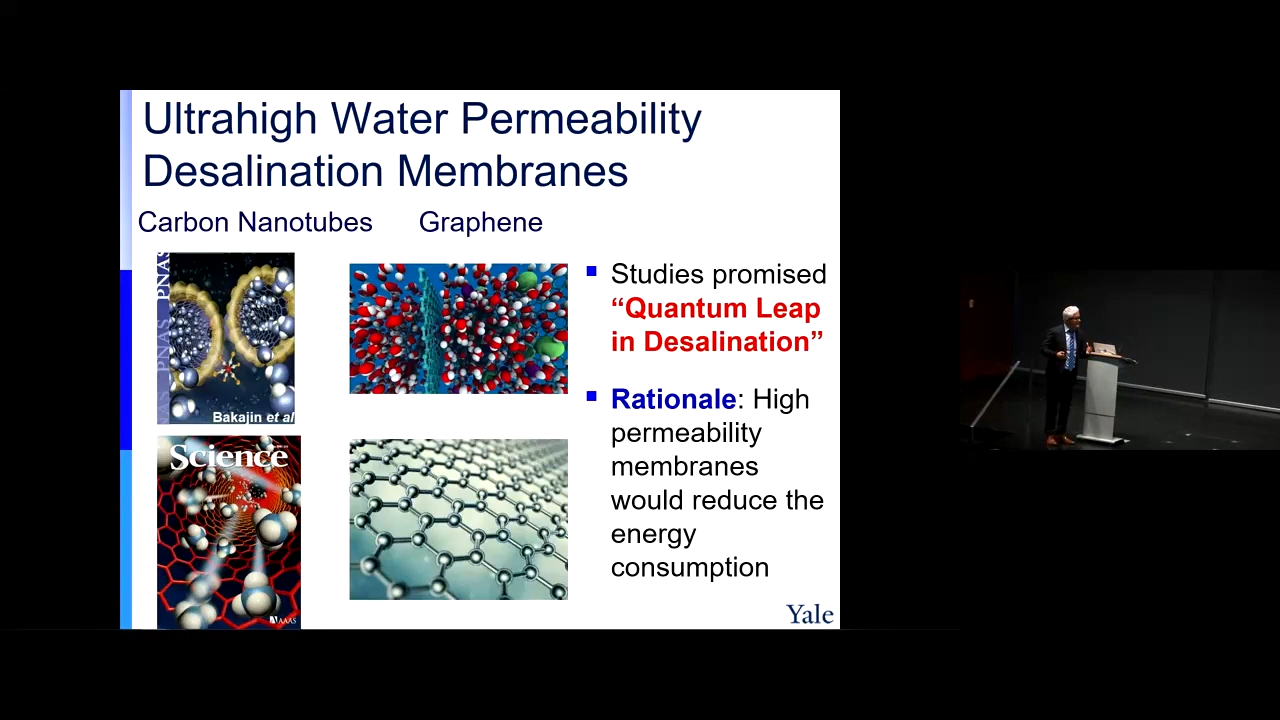 Ultrahigh Water Permeability
Desalination Membranes
Carbon Nanotubes
Graphene
PNAS
PNAS
PNAS
Bakajin et al
Science
AAAS
Studies promised
“Quantum Leap
in Desalination”
Rationale: High
permeability
membranes
would reduce the
energy
consumption
Yale